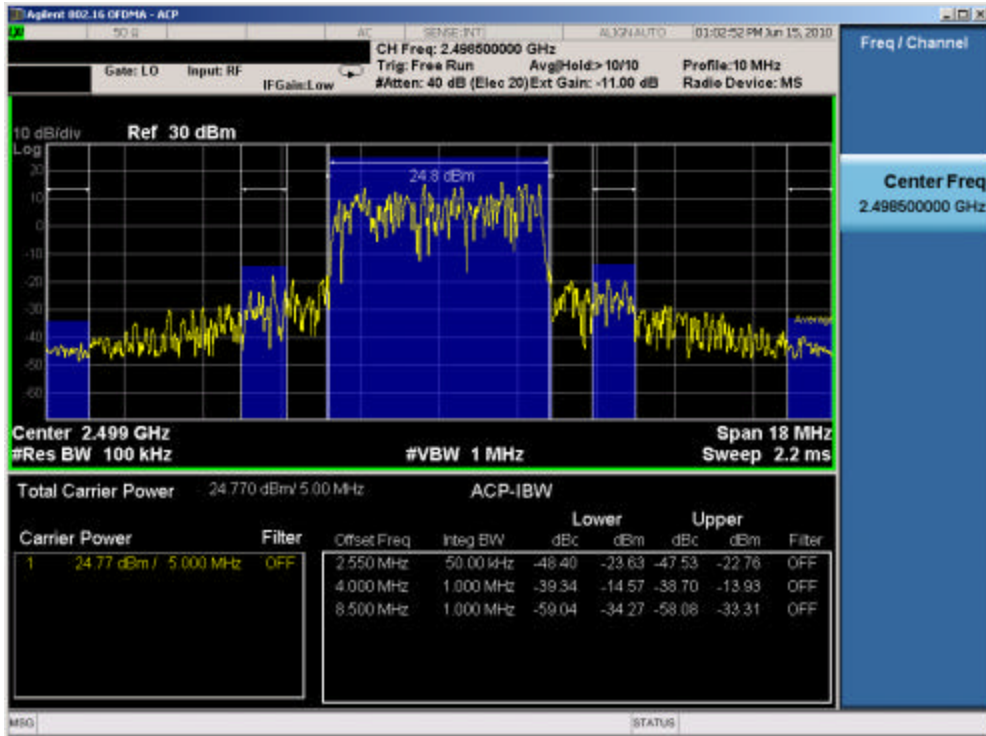 Agilent 802.16 OFDMA - ACP
50 Ω AC SENSE:INT ALIGN AUTO 01:02:52 PM Jun 15, 2010
CH Freq: 2.498500000 GHz
Gate: LO Input: RF Trig: Free Run Avg|Hold:> 10/10 Profile:10 MHz
IFGain:Low #Atten: 40 dB (Elec 20) Ext Gain: -11.00 dB Radio Device: MS
Freq / Channel
Center Freq
2.498500000 GHz
10 dB/div Ref 30 dBm
Log
24.8 dBm
20
10
0
-10
-20
-30
Average
-40
-50
-60
Center 2.499 GHz Span 18 MHz
#Res BW 100 kHz #VBW 1 MHz Sweep 2.2 ms
Total Carrier Power 24.770 dBm/ 5.00 MHz ACP-IBW
Lower Upper
Carrier Power Filter Offset Freq Integ BW dBc dBm dBc dBm Filter
1 24.77 dBm / 5.000 MHz OFF 2.550 MHz 50.00 kHz -48.40 -23.63 -47.53 -22.76 OFF
4.000 MHz 1.000 MHz -39.34 -14.57 -38.70 -13.93 OFF
8.500 MHz 1.000 MHz -59.04 -34.27 -58.08 -33.31 OFF
MSG STATUS